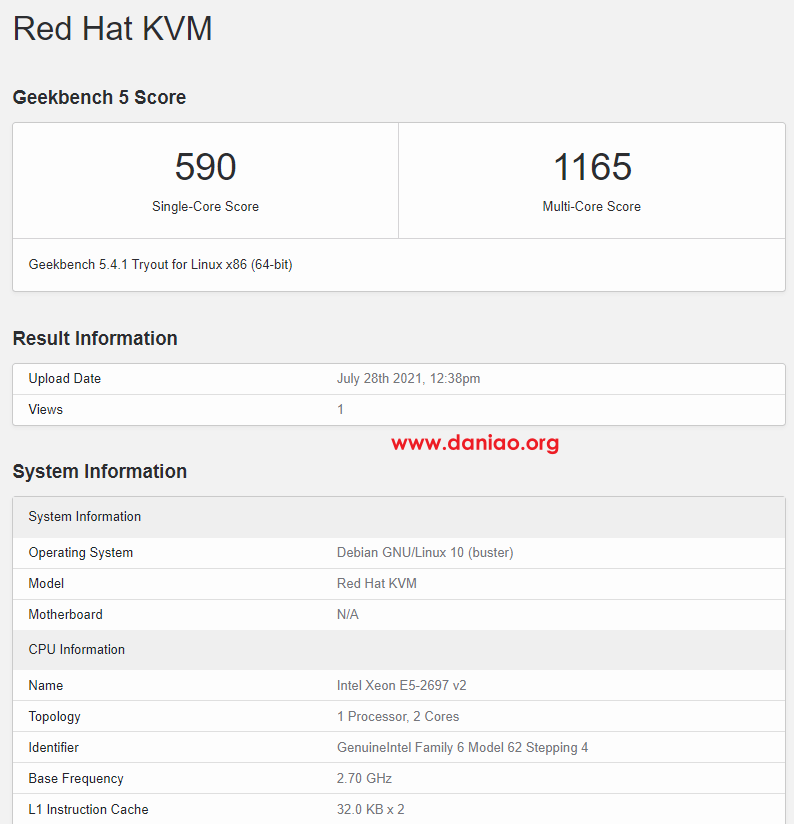 Red Hat KVM
Geekbench 5 Score
590 1165
Single-Core Score Multi-Core Score
Geekbench 5.4.1 Tryout for Linux x86 (64-bit)
Result Information
Upload Date July 28th 2021, 12:38pm
Views 1
www.daniao.org
System Information
System Information
Operating System Debian GNU/Linux 10 (buster)
Model Red Hat KVM
Motherboard N/A
CPU Information
Name Intel Xeon E5-2697 v2
Topology 1 Processor, 2 Cores
Identifier GenuineIntel Family 6 Model 62 Stepping 4
Base Frequency 2.70 GHz
L1 Instruction Cache 32.0 KB x 2